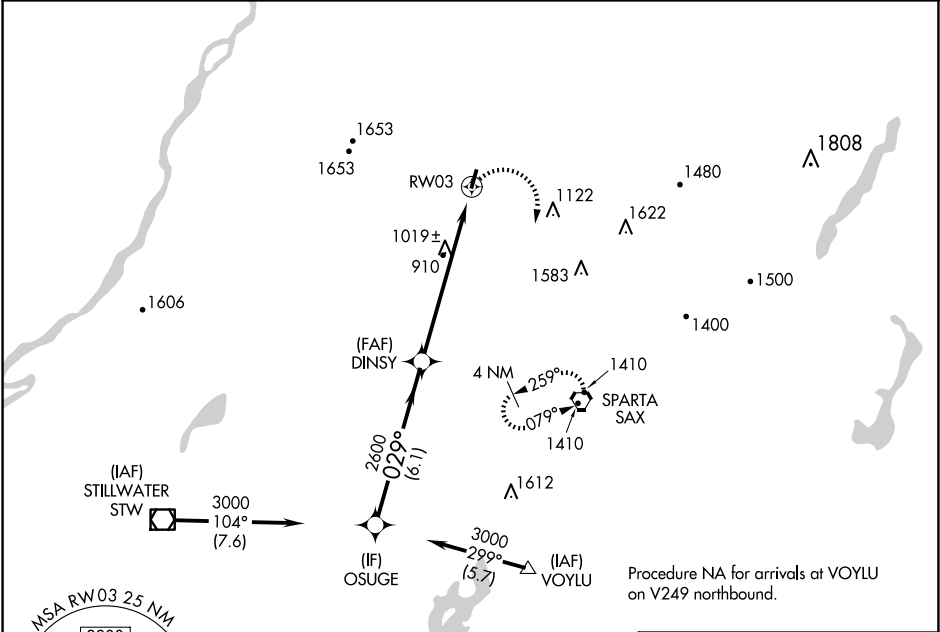 1653
1653
1808
1480
RW03
1122
1622
1019±
910
1583
1500
1606
1400
(FAF)
DINSY
4 NM
259°
1410
SPARTA
SAX
079°
1410
2600
029°
(6.1)
1612
(IAF)
STILLWATER
STW
3000
104°
(7.6)
3000
299°
(5.7)
(IF)
OSUGE
(IAF)
VOYLU
Procedure NA for arrivals at VOYLU
on V249 northbound.
MSA RW03 25 NM